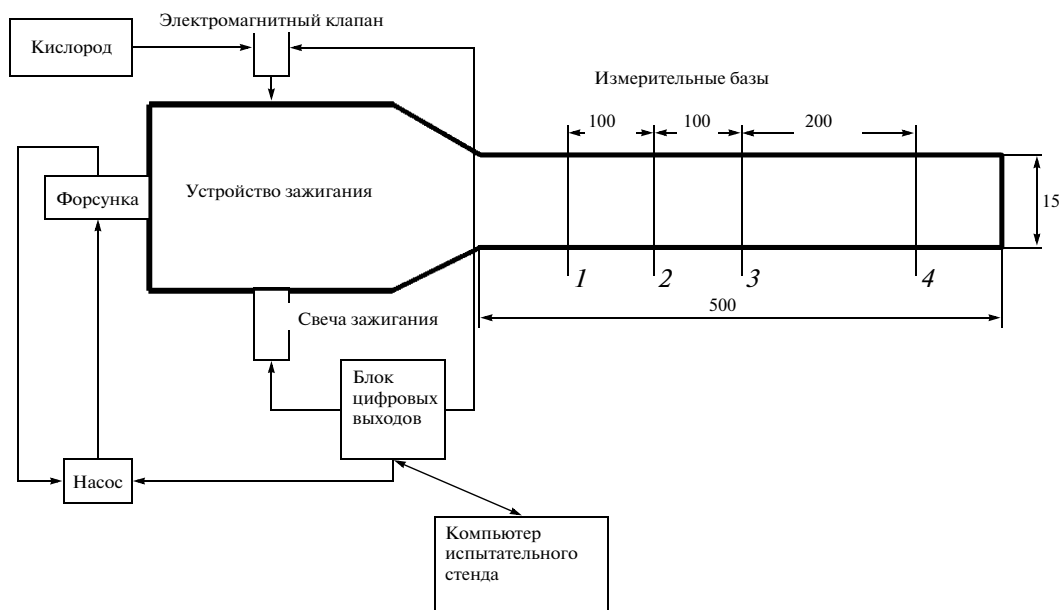 Электромагнитный клапан
Кислород
Измерительные базы
100
100
200
Устройство зажигания
Форсунка
15
1
2
3
4
500
Свеча зажигания
Блок
цифровых
выходов
Насос
Компьютер
испытательного
стенда